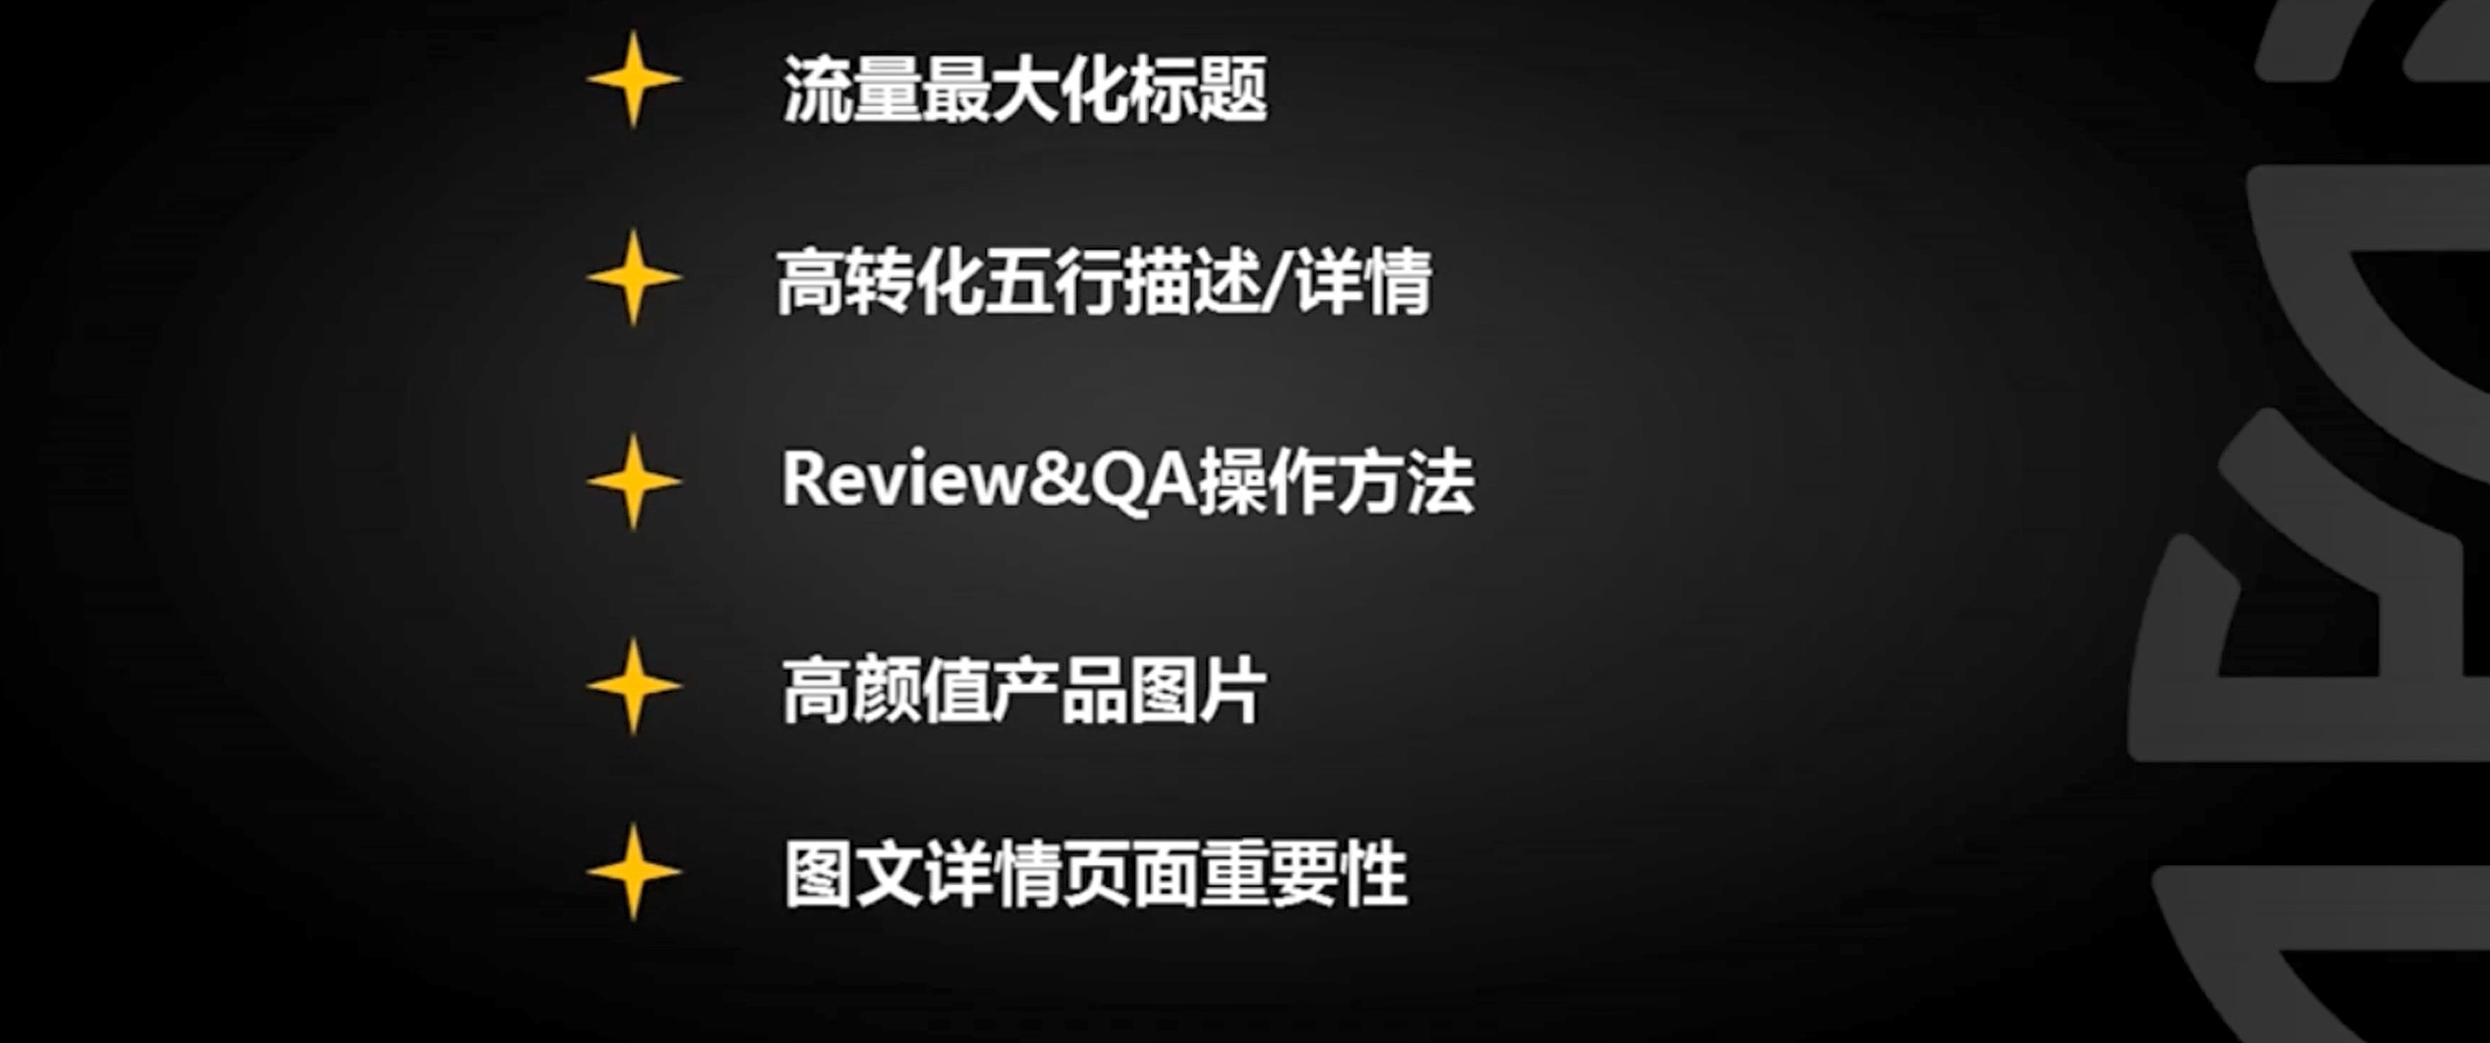 流量最大化标题
高转化五行描述/详情
Review&QA操作方法
高颜值产品图片
图文详情页面重要性